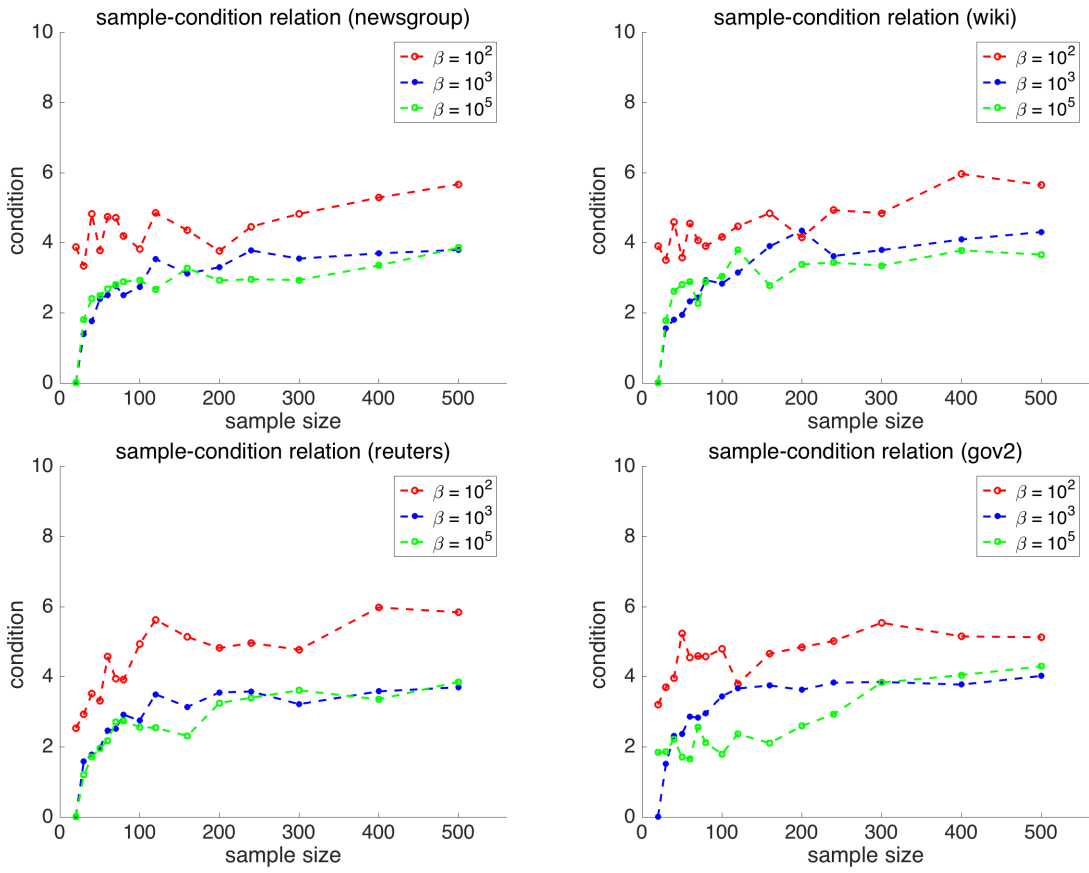 sample-condition relation (newsgroup)
10
8
6
4
2
0
condition
β = 10²
β = 10³
β = 10⁵
0 100 200 300 400 500
sample size
sample-condition relation (wiki)
10
8
6
4
2
0
condition
β = 10²
β = 10³
β = 10⁵
0 100 200 300 400 500
sample size
sample-condition relation (reuters)
10
8
6
4
2
0
condition
β = 10²
β = 10³
β = 10⁵
0 100 200 300 400 500
sample size
sample-condition relation (gov2)
10
8
6
4
2
0
condition
β = 10²
β = 10³
β = 10⁵
0 100 200 300 400 500
sample size